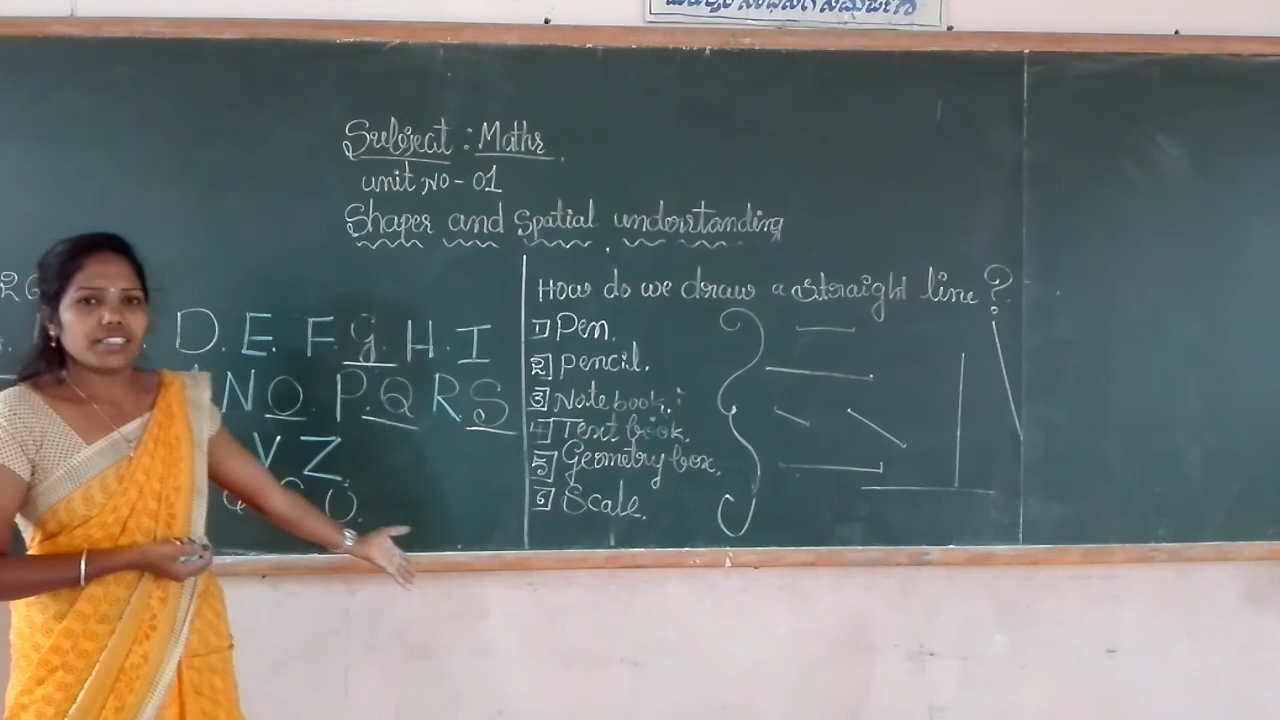 Subject : Maths
unit NO - 01
Shapes and Spatial understanding
D. E. F g H. I
N O P Q R S
Y Z
How do we draw a straight line ?
1 Pen.
2 Pencil.
3 Note book.
4 Text book.
5 Geometry box.
6 Scale.